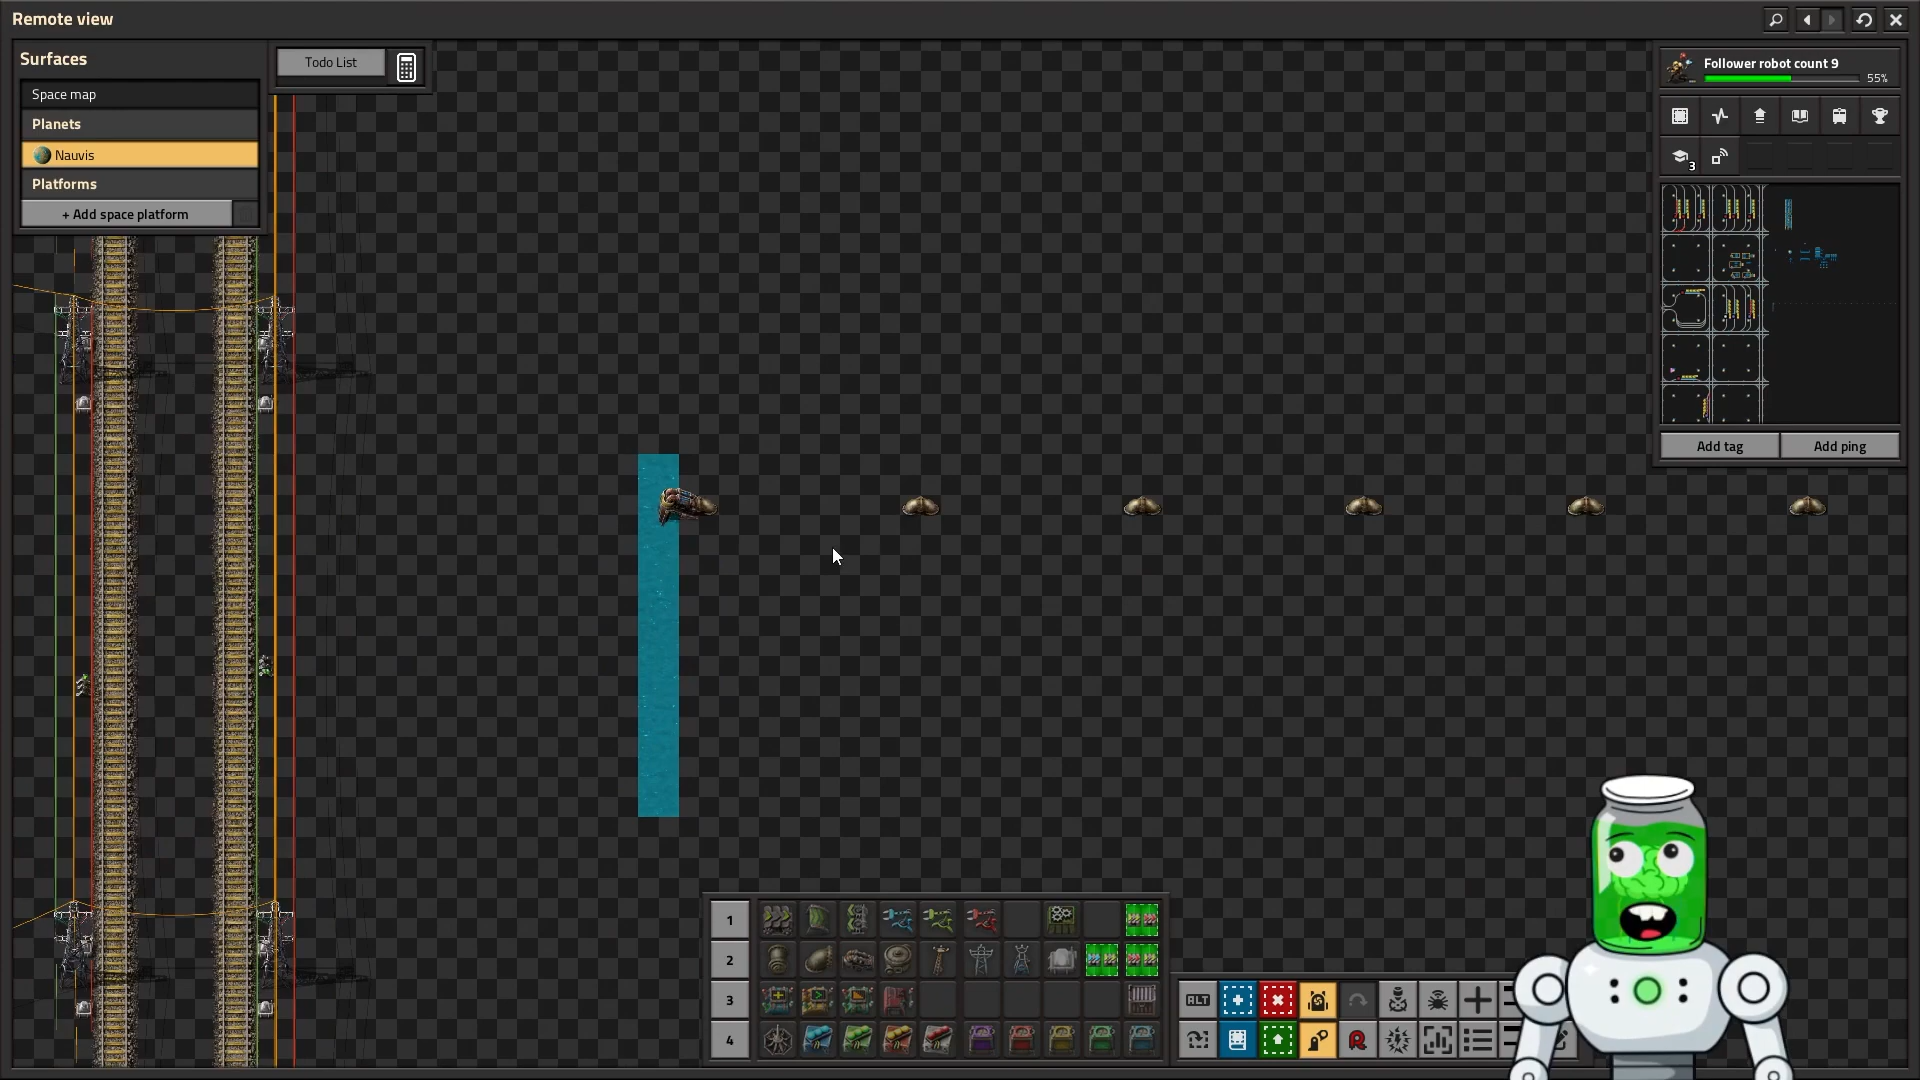 Remote view
Surfaces
Space map
Planets
Nauvis
Platforms
+ Add space platform
Todo List
Follower robot count 9
55%
3
Add tag
Add ping
1
2
3
4
ALT
R